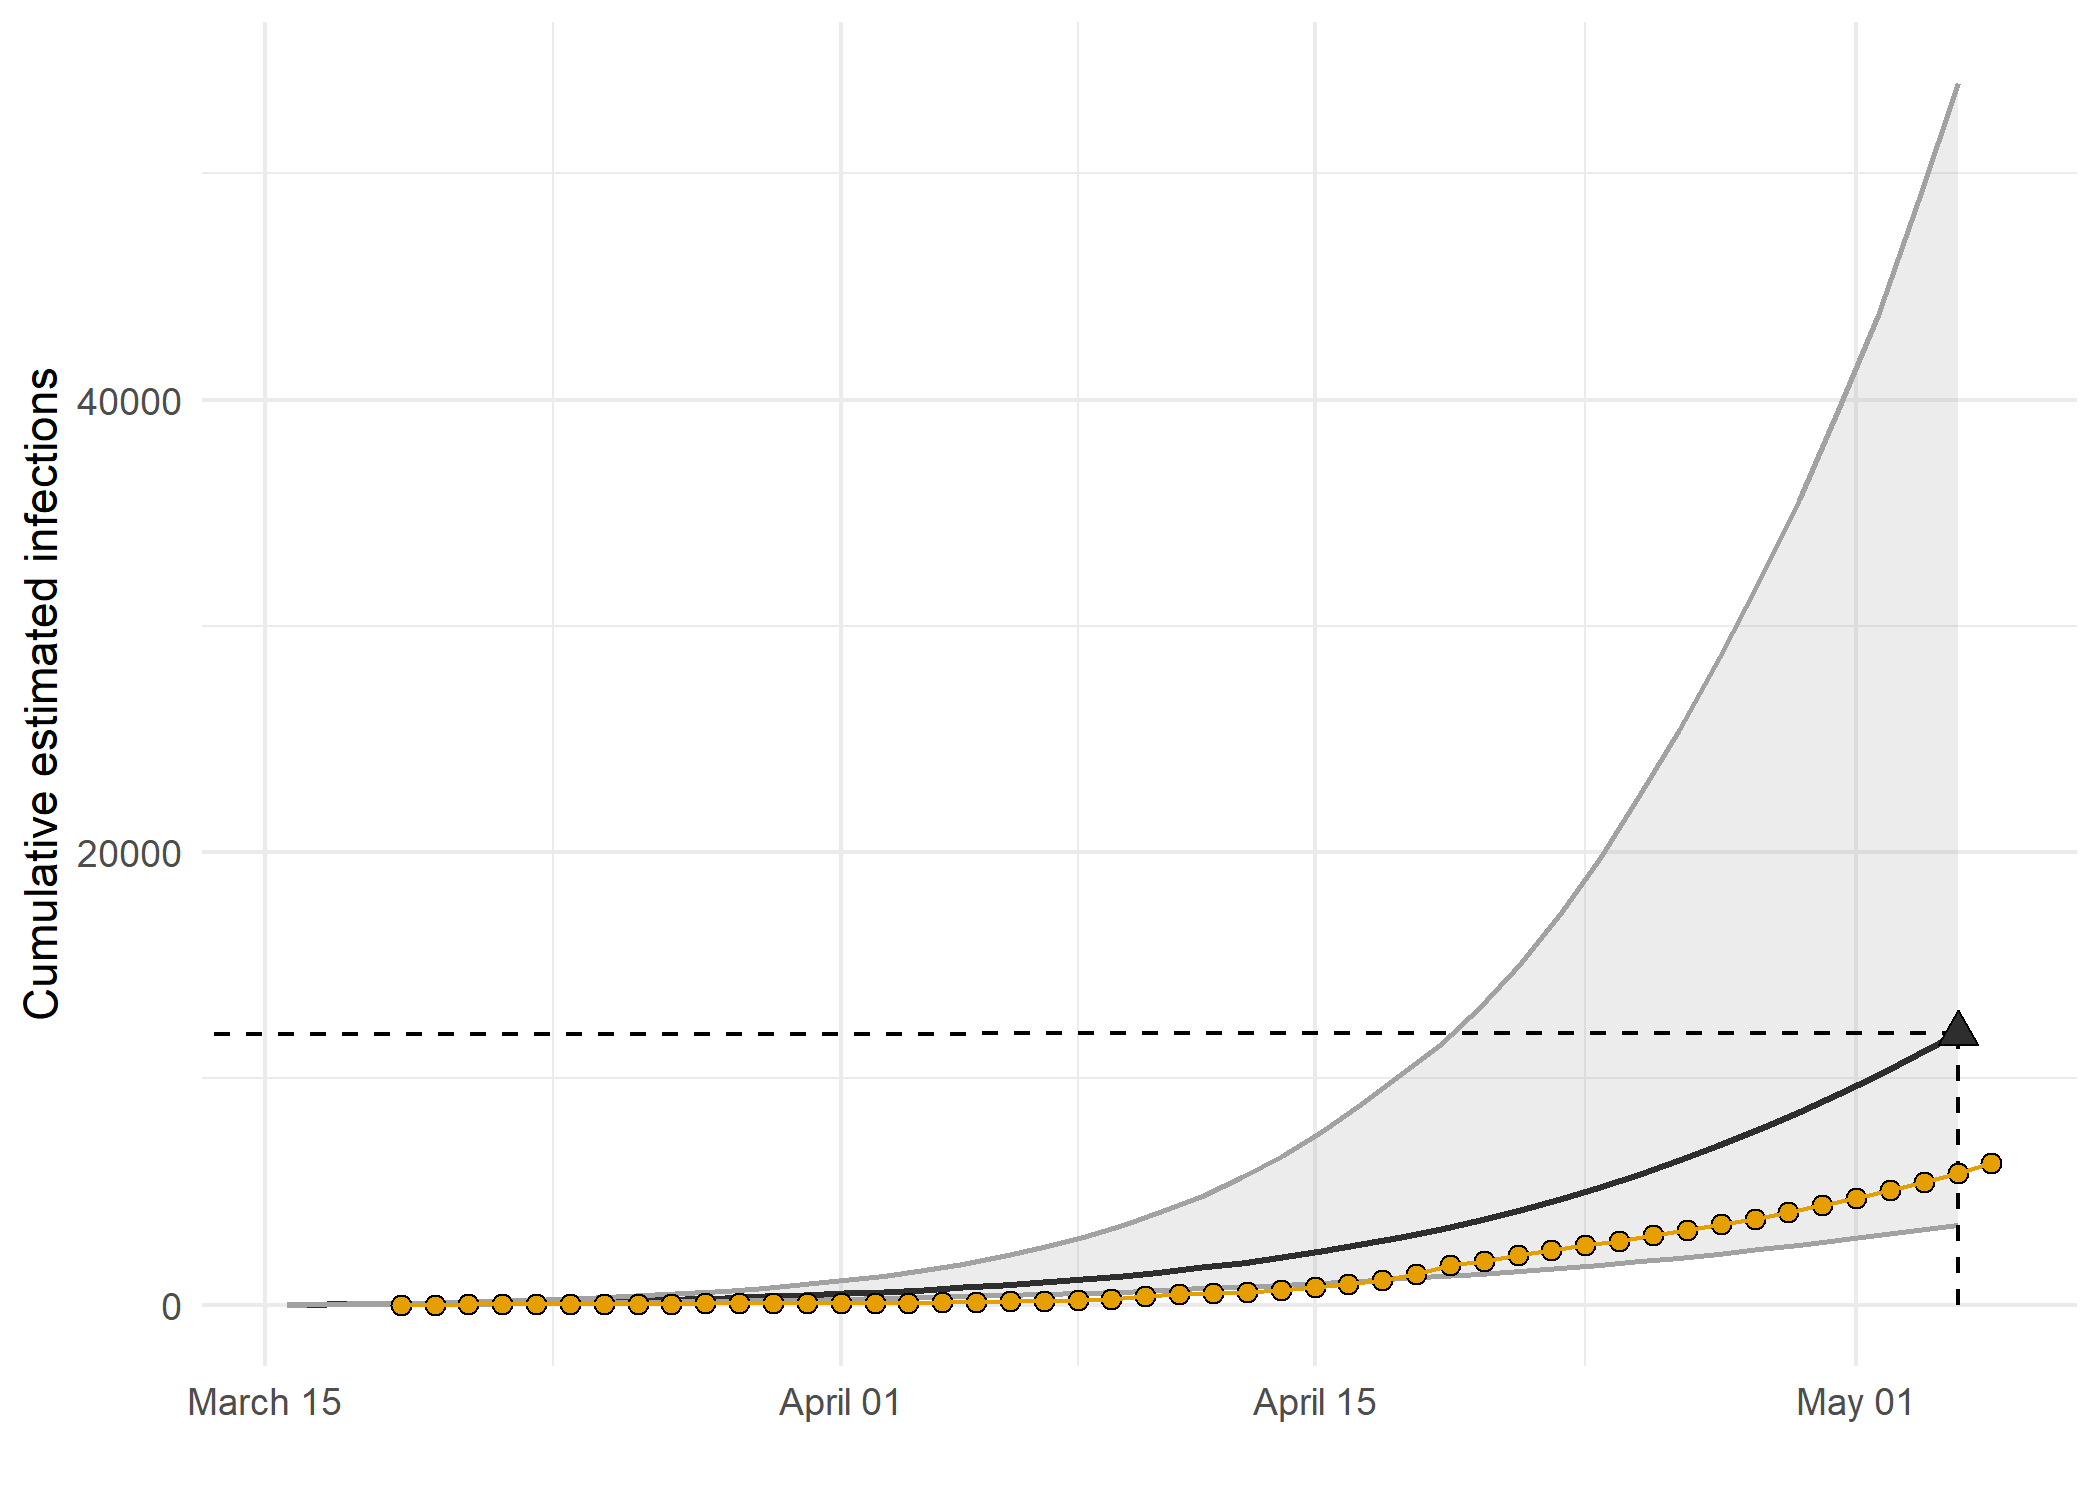 Cumulative estimated infections
40000
20000
0
March 15
April 01
April 15
May 01